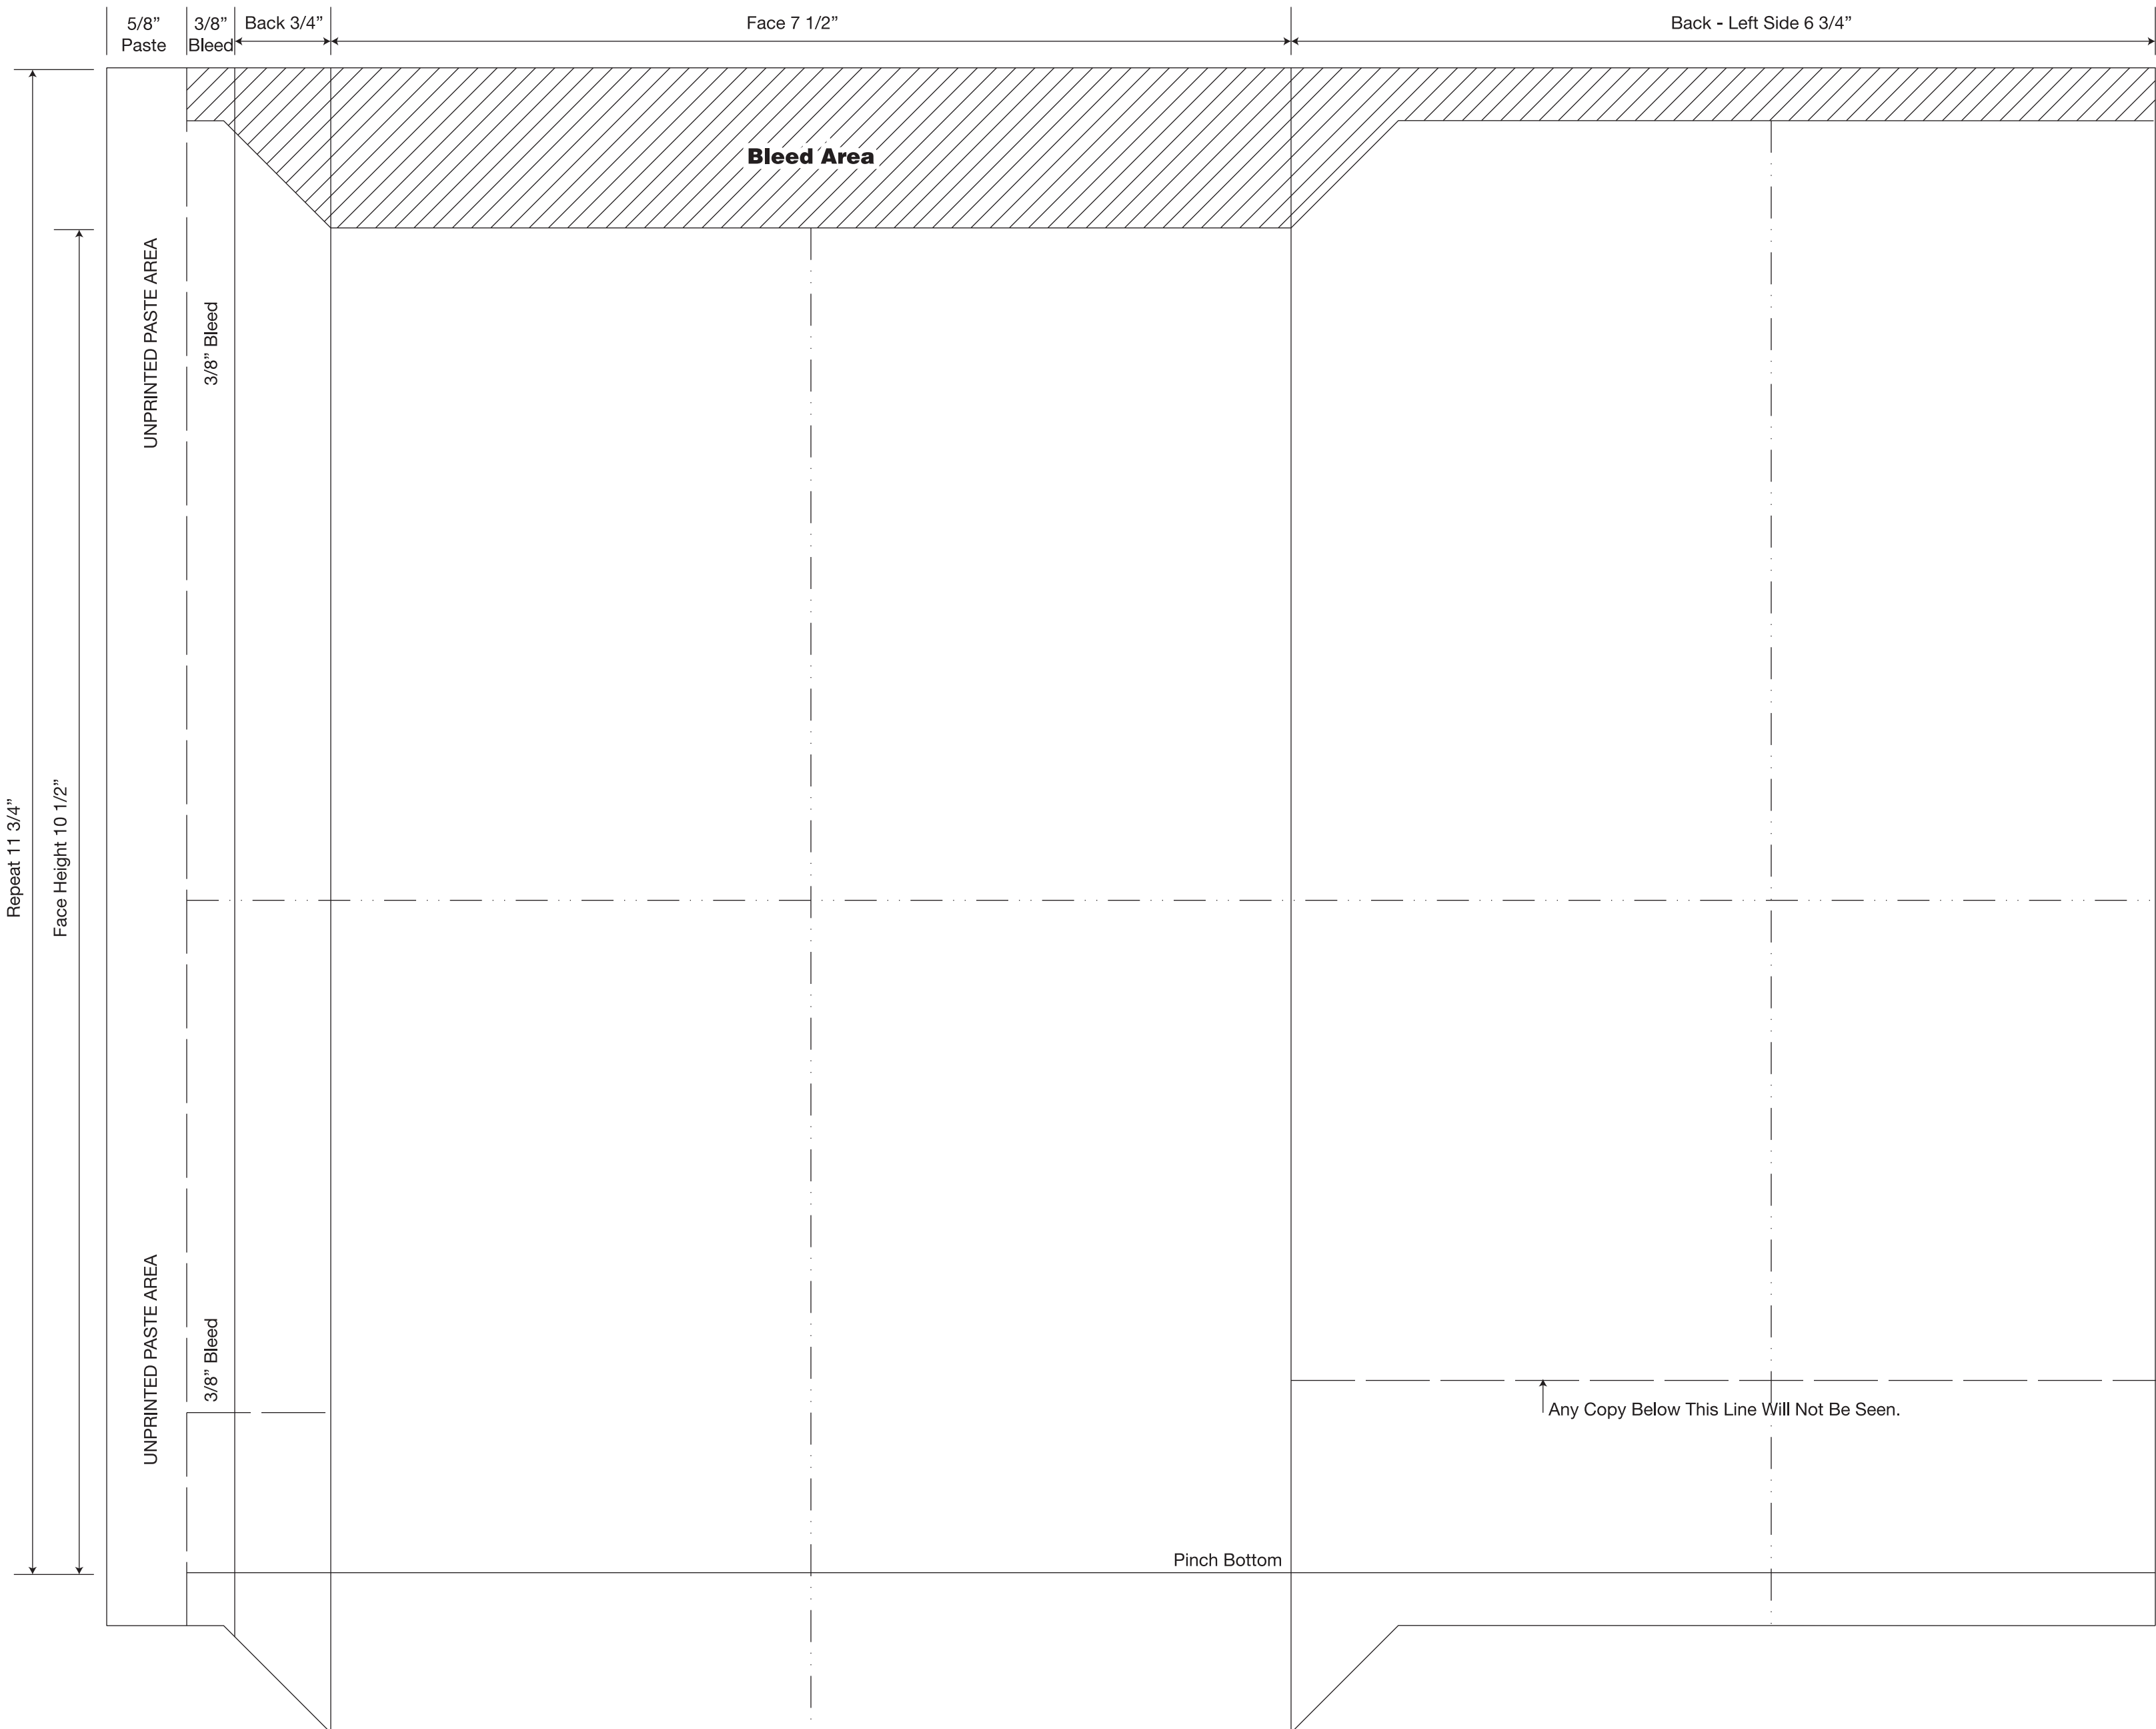 5/8”
Paste
3/8”
Bleed
Back 3/4”
Face 7 1/2”
Back - Left Side 6 3/4”
Bleed Area
UNPRINTED PASTE AREA
3/8” Bleed
Repeat 11 3/4”
Face Height 10 1/2”
UNPRINTED PASTE AREA
3/8” Bleed
Any Copy Below This Line Will Not Be Seen.
Pinch Bottom